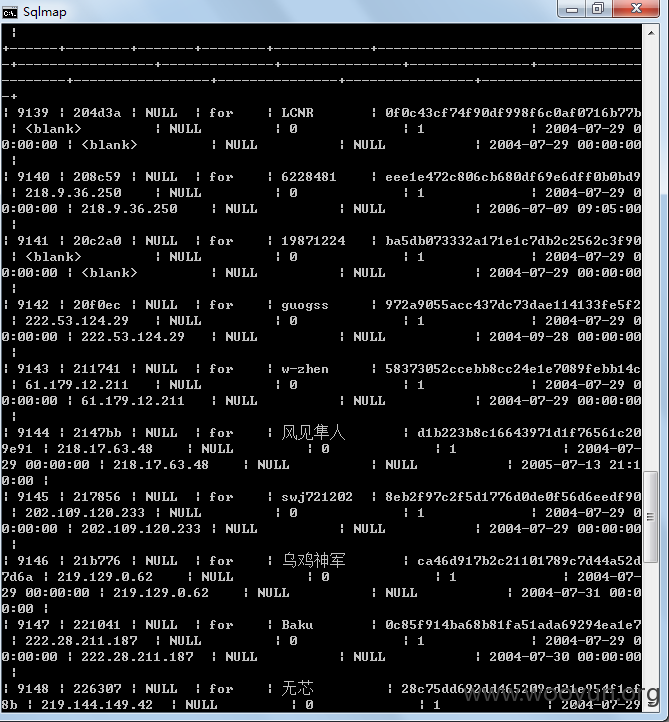 Sqlmap
¦
+-------+--------+-------+--------+-------------+---------------------------------
-+-----------------+------------------+---------------+--------------+-------------
--------+-----------------+---------------+------------------+---------------------
-+
¦ 9139 ¦ 204d3a ¦ NULL ¦ for ¦ LCNR ¦ 0f0c43cf74f90df998f6c0af0716b77b
¦ <blank> ¦ NULL ¦ 0 ¦ 1 ¦ 2004-07-29 0
0:00:00 ¦ <blank> ¦ NULL ¦ NULL ¦ 2004-07-29 00:00:00
¦
¦ 9140 ¦ 208c59 ¦ NULL ¦ for ¦ 6228481 ¦ eee1e472c806cb680df69e6dff0b0bd9
¦ 218.9.36.250 ¦ NULL ¦ 0 ¦ 1 ¦ 2004-07-29 0
0:00:00 ¦ 218.9.36.250 ¦ NULL ¦ NULL ¦ 2006-07-09 09:05:00
¦
¦ 9141 ¦ 20c2a0 ¦ NULL ¦ for ¦ 19871224 ¦ ba5db073332a171e1c7db2c2562c3f90
¦ <blank> ¦ NULL ¦ 0 ¦ 1 ¦ 2004-07-29 0
0:00:00 ¦ <blank> ¦ NULL ¦ NULL ¦ 2004-07-29 00:00:00
¦
¦ 9142 ¦ 20f0ec ¦ NULL ¦ for ¦ guogss ¦ 972a9055acc437dc73dae114133fe5f2
¦ 222.53.124.29 ¦ NULL ¦ 0 ¦ 1 ¦ 2004-07-29 0
0:00:00 ¦ 222.53.124.29 ¦ NULL ¦ NULL ¦ 2004-09-28 00:00:00
¦
¦ 9143 ¦ 211741 ¦ NULL ¦ for ¦ w-zhen ¦ 58373052ccebb8cc24e1e7089febb14c
¦ 61.179.12.211 ¦ NULL ¦ 0 ¦ 1 ¦ 2004-07-29 0
0:00:00 ¦ 61.179.12.211 ¦ NULL ¦ NULL ¦ 2004-07-29 00:00:00
¦
¦ 9144 ¦ 2147bb ¦ NULL ¦ for ¦ 风见隼人 ¦ d1b223b8c16643971d1f76561c20
9e91 ¦ 218.17.63.48 ¦ NULL ¦ 0 ¦ 1 ¦ 2004-07-
29 00:00:00 ¦ 218.17.63.48 ¦ NULL ¦ NULL ¦ 2005-07-13 21:1
0:00 ¦
¦ 9145 ¦ 217856 ¦ NULL ¦ for ¦ swj721202 ¦ 8eb2f97c2f5d1776d0de0f56d6eedf90
¦ 202.109.120.233 ¦ NULL ¦ 0 ¦ 1 ¦ 2004-07-29 0
0:00:00 ¦ 202.109.120.233 ¦ NULL ¦ NULL ¦ 2004-07-29 00:00:00
¦
¦ 9146 ¦ 21b776 ¦ NULL ¦ for ¦ 乌鸡神军 ¦ ca46d917b2c21101789c7d44a52d
7d6a ¦ 219.129.0.62 ¦ NULL ¦ 0 ¦ 1 ¦ 2004-07-
29 00:00:00 ¦ 219.129.0.62 ¦ NULL ¦ NULL ¦ 2004-07-31 00:0
0:00 ¦
¦ 9147 ¦ 221041 ¦ NULL ¦ for ¦ Baku ¦ 0c85f914ba68b81fa51ada69294ea1e7
¦ 222.28.211.187 ¦ NULL ¦ 0 ¦ 1 ¦ 2004-07-29 0
0:00:00 ¦ 222.28.211.187 ¦ NULL ¦ NULL ¦ 2004-07-30 00:00:00
¦
¦ 9148 ¦ 226307 ¦ NULL ¦ for ¦ 无芯 ¦
8b ¦ 219.144.149.42 ¦ NULL ¦ 0 ¦ 1 ¦ 2004-07-29
www.wooyun.org